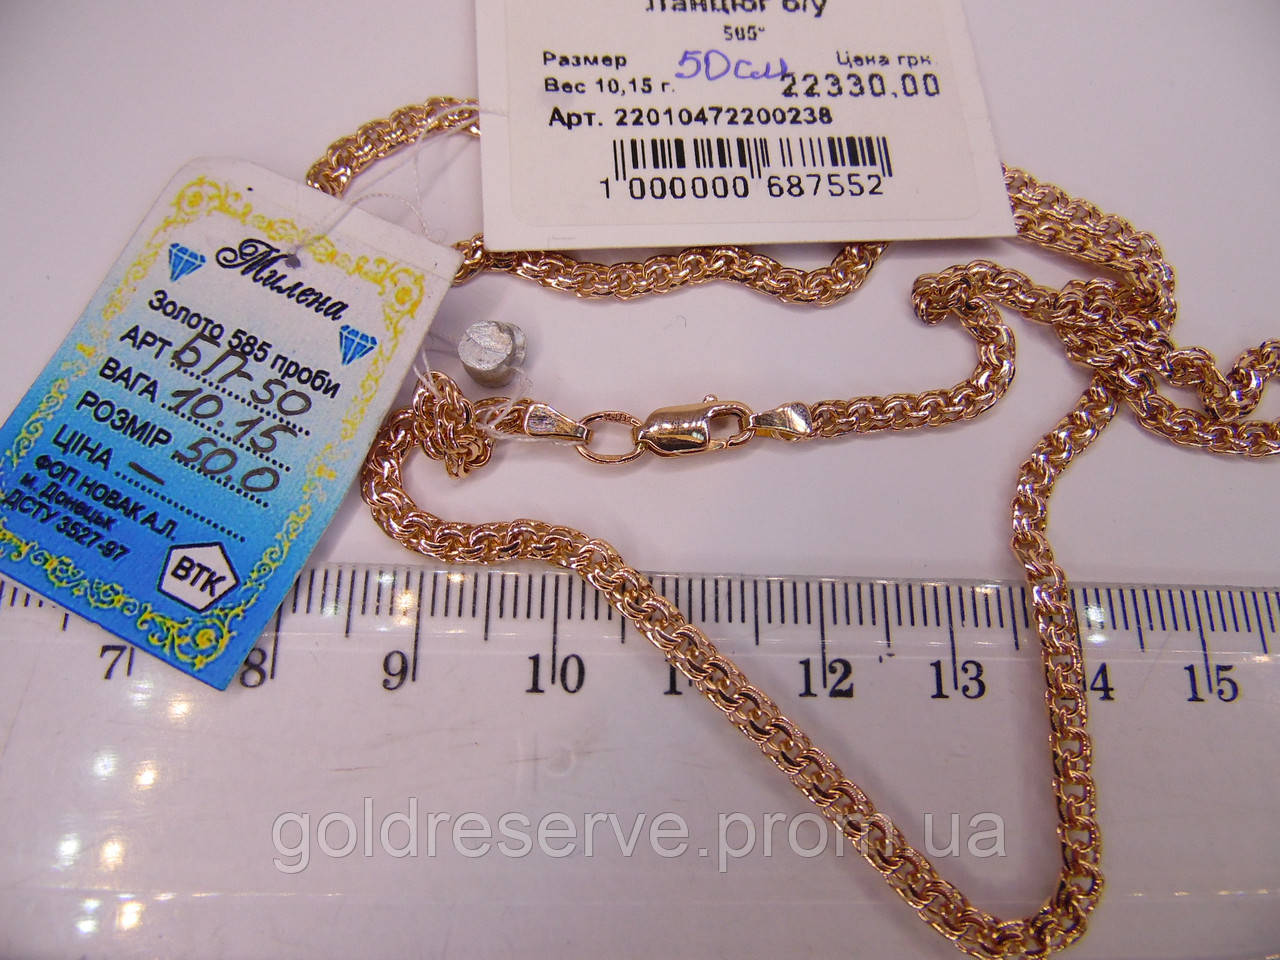 Ланцюг б/у
585°
Размер 50см Цена грн.
Вес 10,15 г. 22330.00
Арт. 22010472200238
1 000000 687552
Милена
Золото 585 проби
АРТ БП-50
ВАГА 10.15
РОЗМІР 50.0
ЦІНА —
ФОП НОВАК А.Л.
м. Донецьк
ДСТУ 3527-97
ВТК
7 8 9 10 1 12 13 4 15
goldreserve.prom.ua